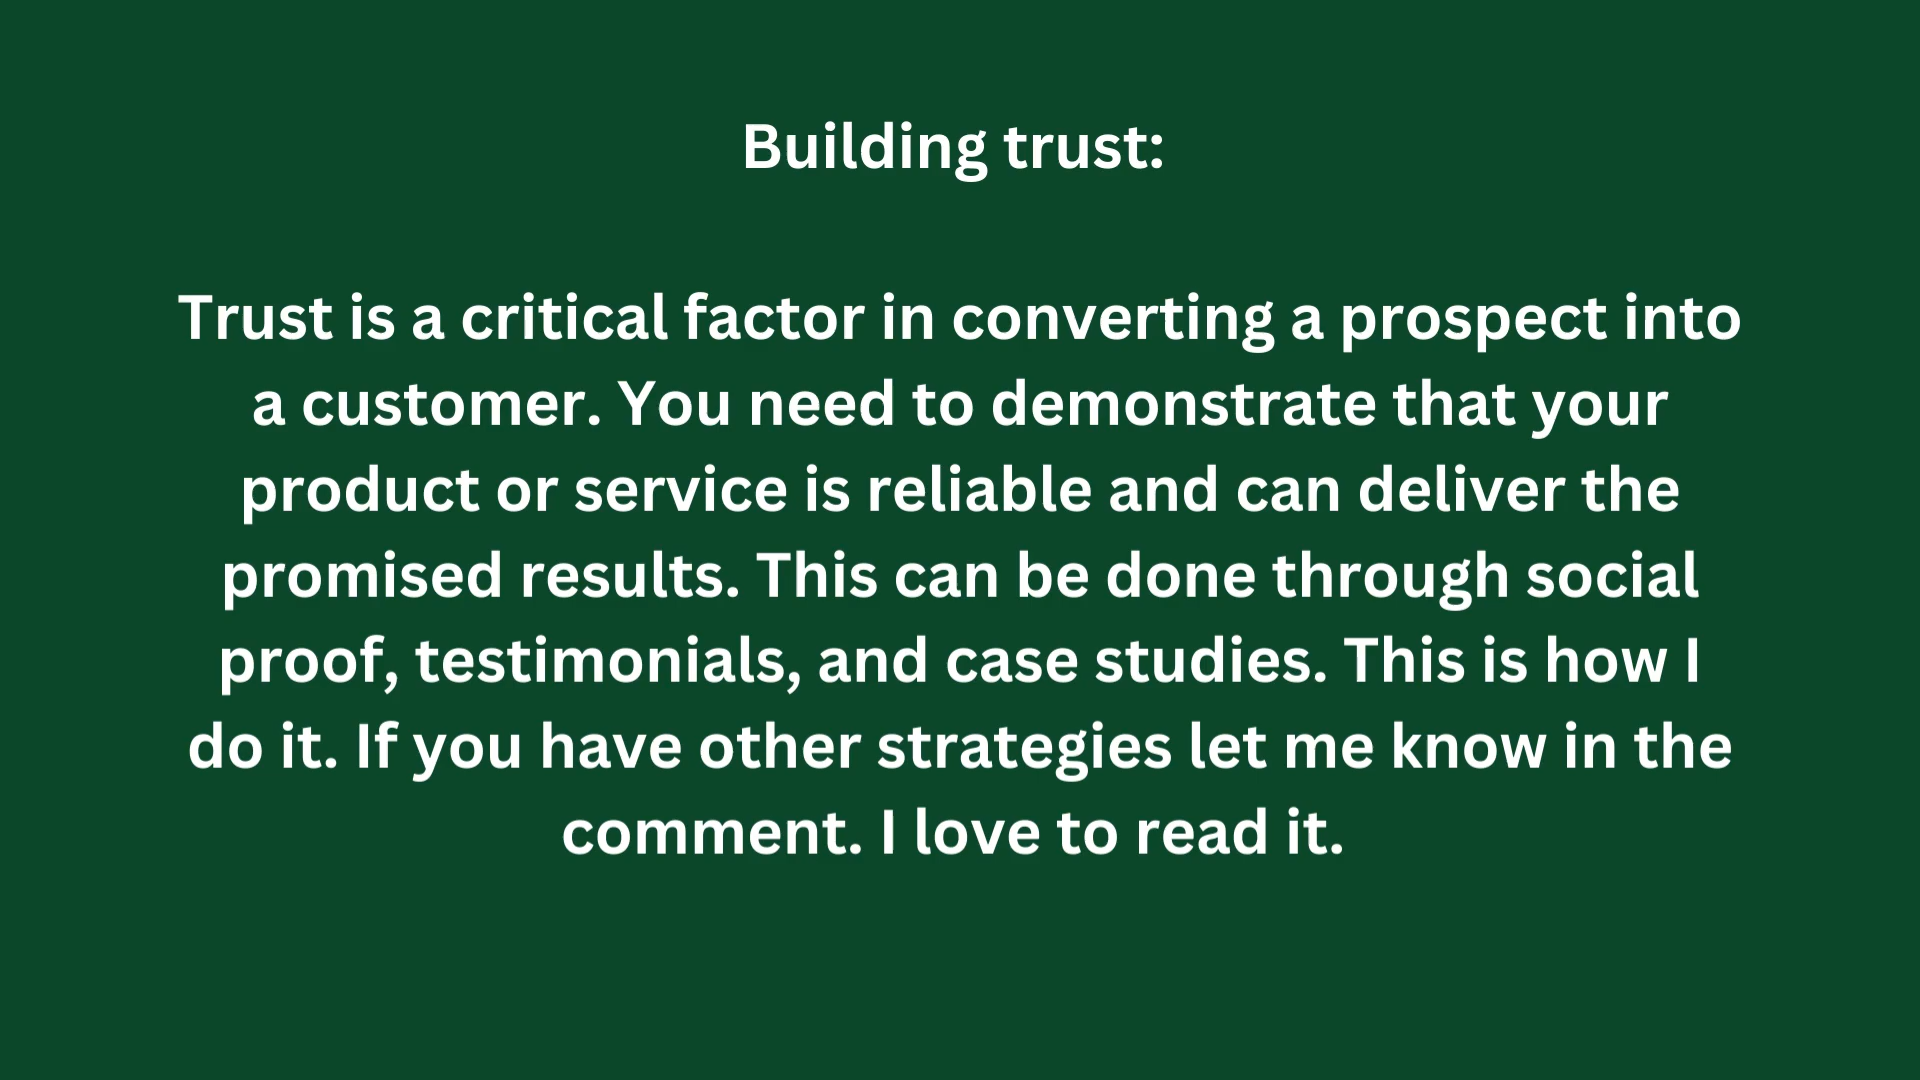 Building trust:
Trust is a critical factor in converting a prospect into
a customer. You need to demonstrate that your
product or service is reliable and can deliver the
promised results. This can be done through social
proof, testimonials, and case studies. This is how I
do it. If you have other strategies let me know in the
comment. I love to read it.